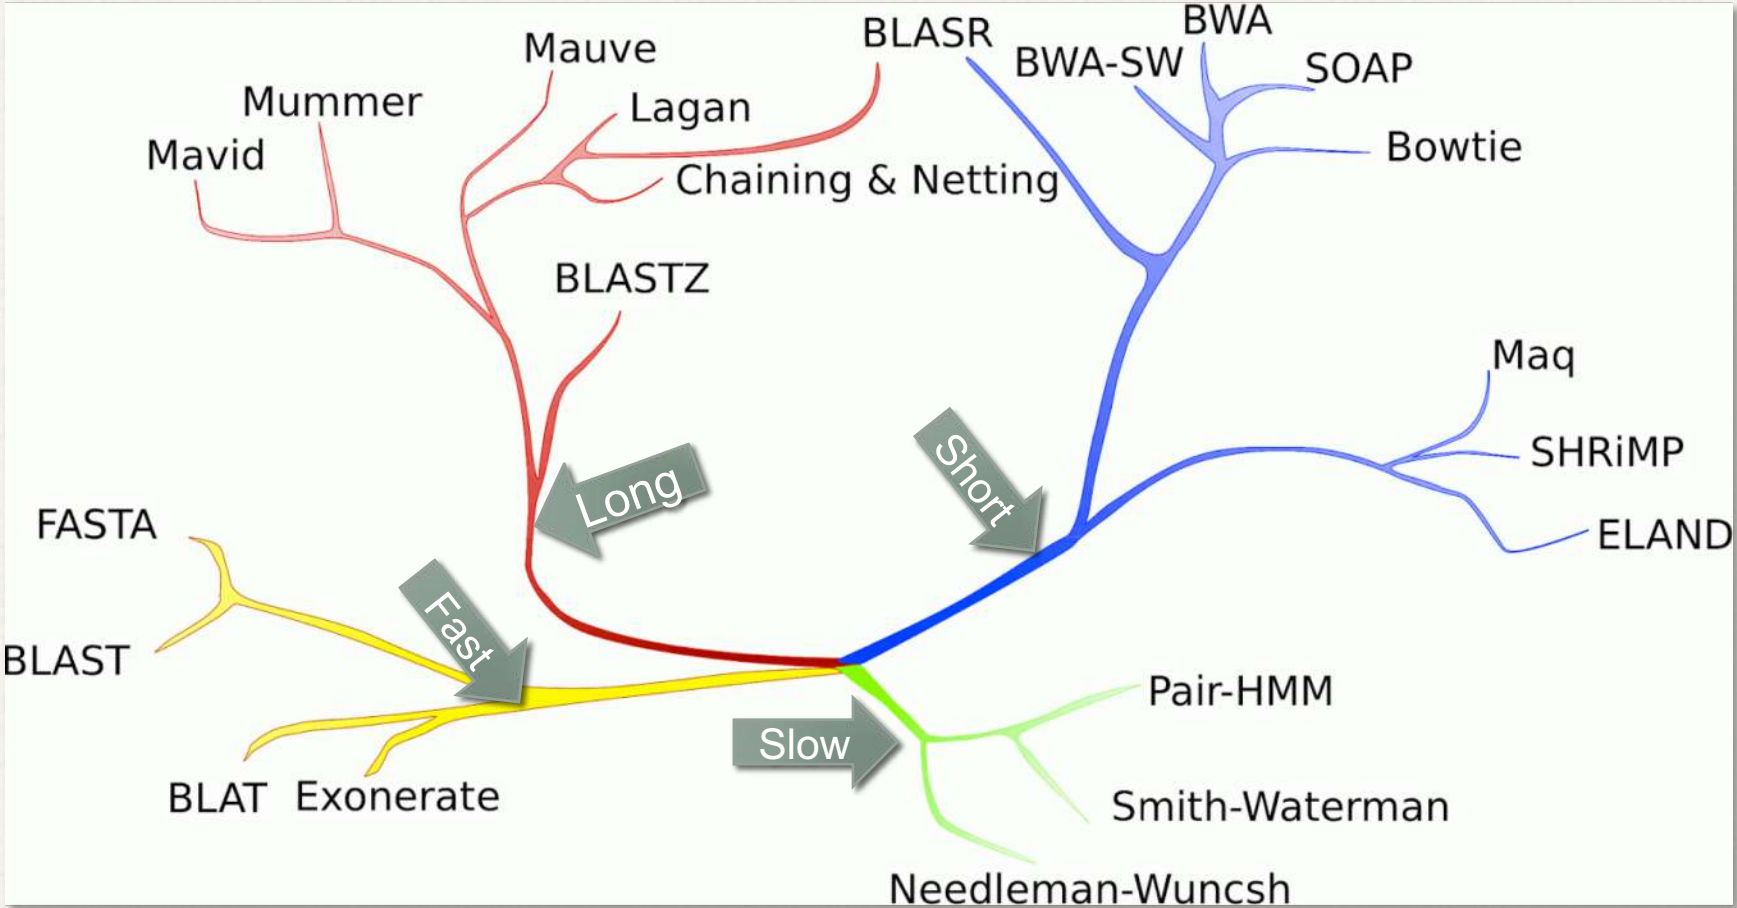 BWA
BLASR
Mauve
BWA-SW
SOAP
Mummer
Lagan
Mavid
Bowtie
Chaining & Netting
BLASTZ
Maq
Short
SHRiMP
Long
FASTA
ELAND
Fast
BLAST
Pair-HMM
Slow
BLAT
Exonerate
Smith-Waterman
Needleman-Wuncsh